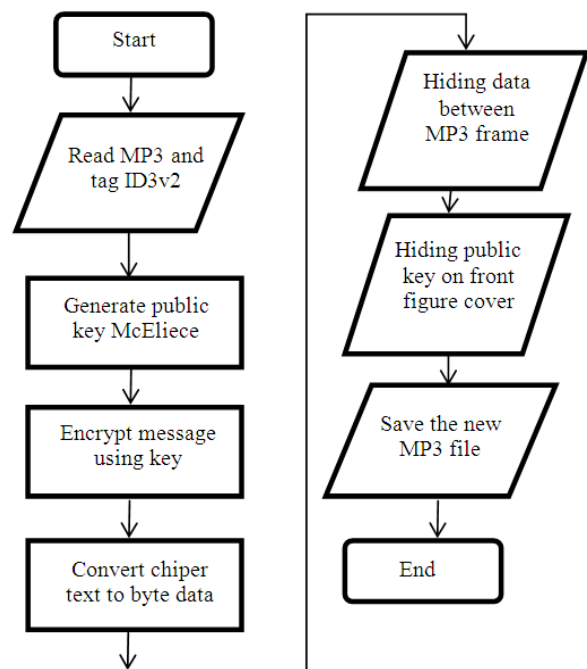 Start
Read MP3 and
tag ID3v2
Generate public
key McEliece
Encrypt message
using key
Convert chiper
text to byte data
Hiding data
between
MP3 frame
Hiding public
key on front
figure cover
Save the new
MP3 file
End